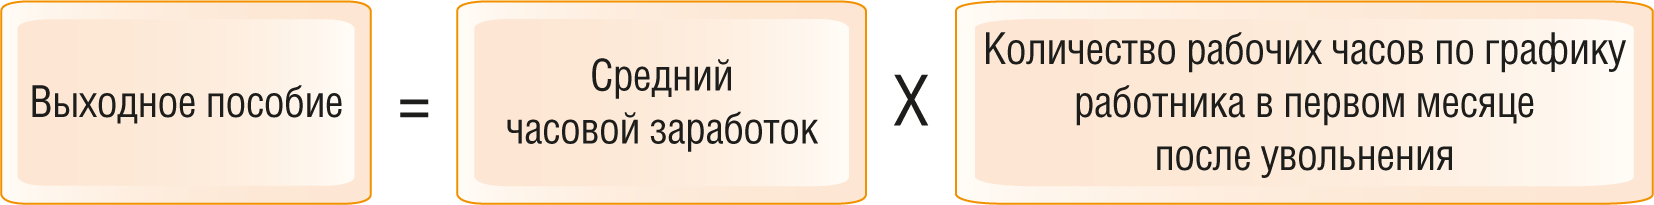 Выходное пособие
=
Средний
часовой заработок
X
Количество рабочих часов по графику
работника в первом месяце
после увольнения